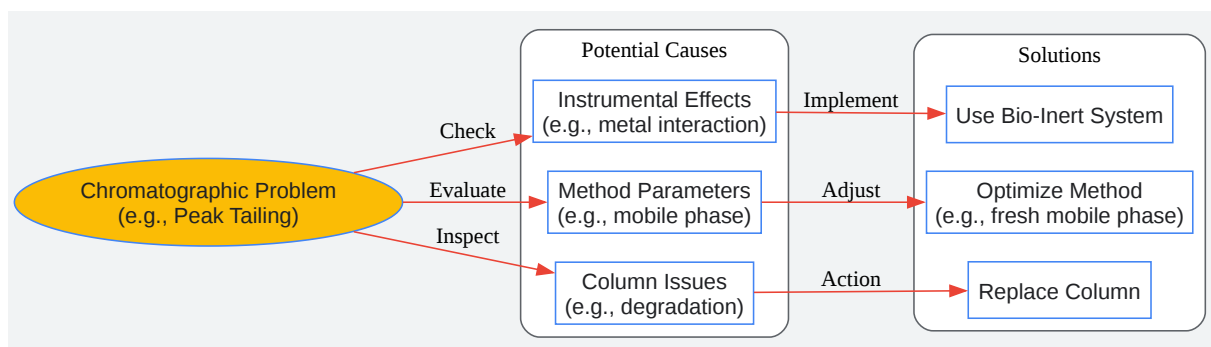 Potential Causes
Solutions
Instrumental Effects
(e.g., metal interaction)
Implement
Use Bio-Inert System
Check
Chromatographic Problem
(e.g., Peak Tailing)
Evaluate
Method Parameters
(e.g., mobile phase)
Adjust
Optimize Method
(e.g., fresh mobile phase)
Inspect
Column Issues
(e.g., degradation)
Action
Replace Column